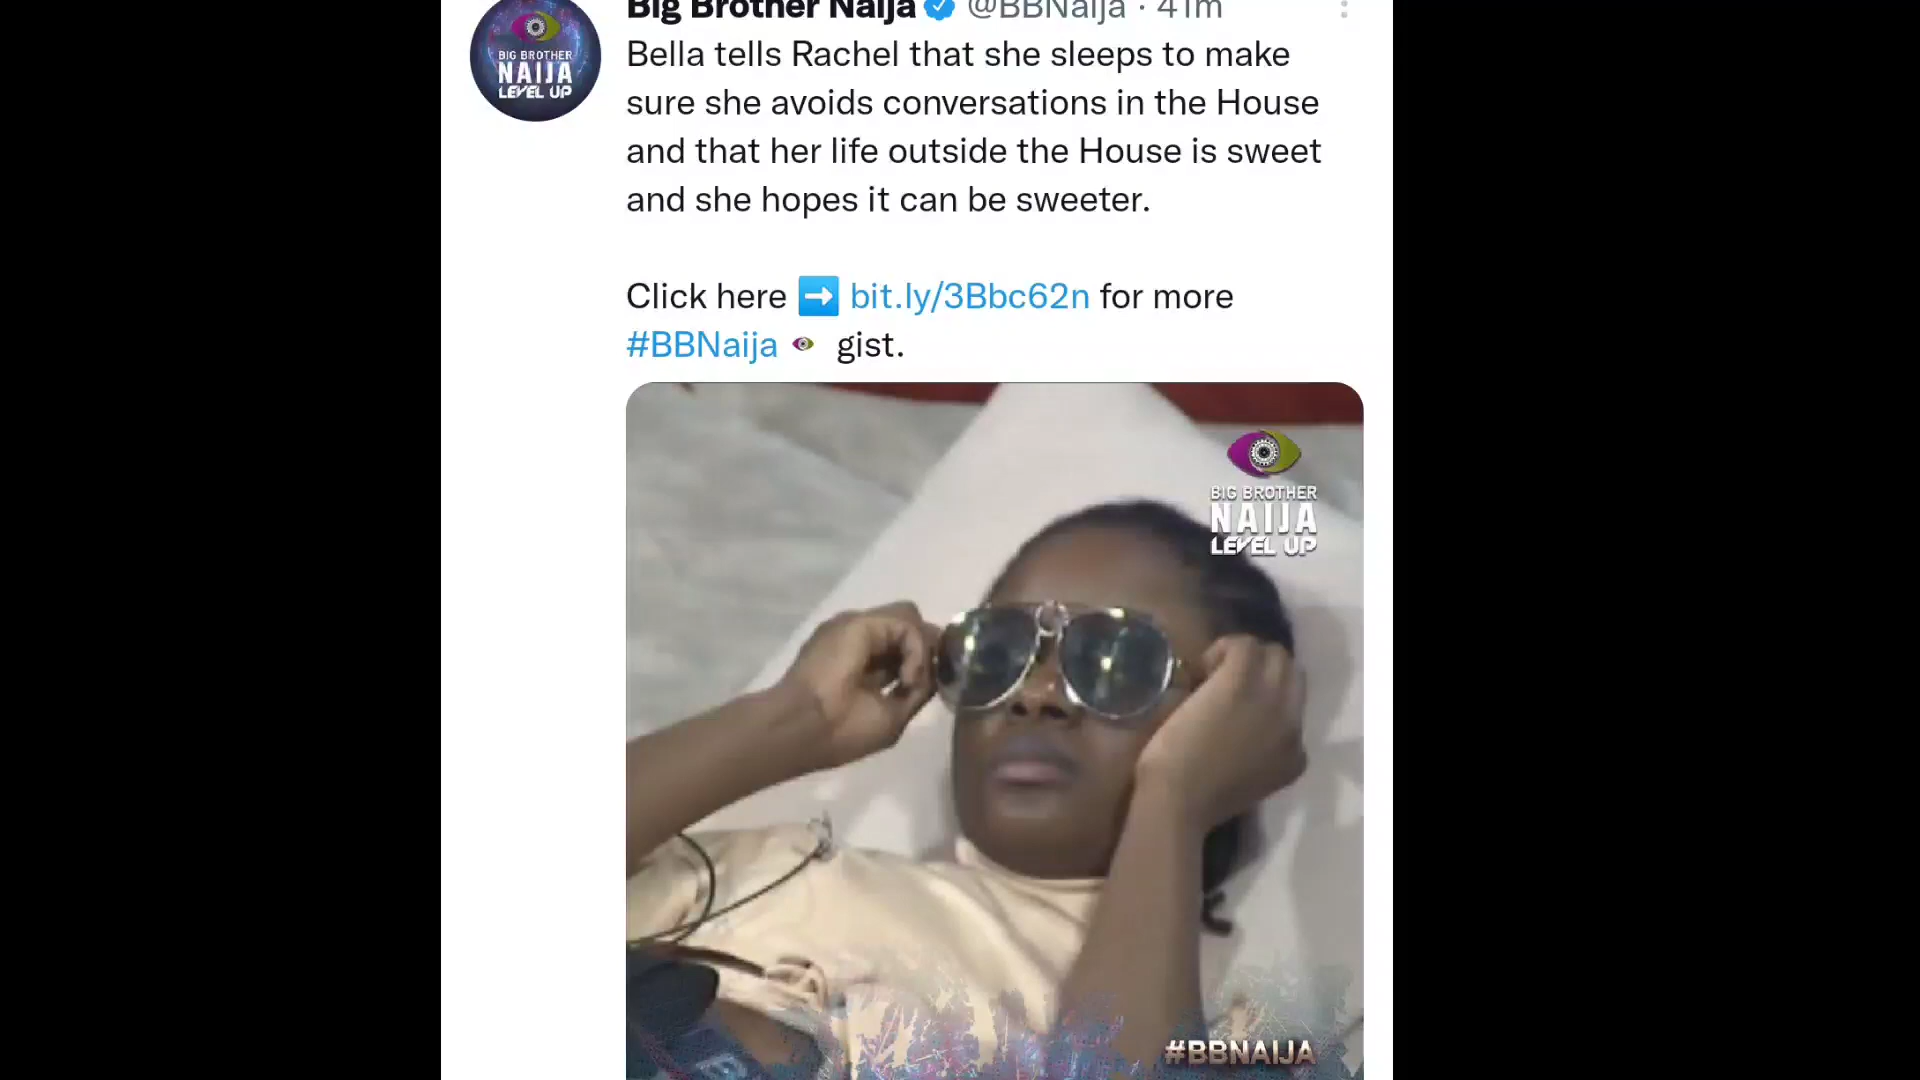 Big Brother Naija @BBNaija · 41m
BIG BROTHER
NAIJA
LEVEL UP
Bella tells Rachel that she sleeps to make
sure she avoids conversations in the House
and that her life outside the House is sweet
and she hopes it can be sweeter.
Click here ➡️ bit.ly/3Bbc62n for more
#BBNaija gist.
BIG BROTHER
NAIJA
LEVEL UP
#BBNAIJA